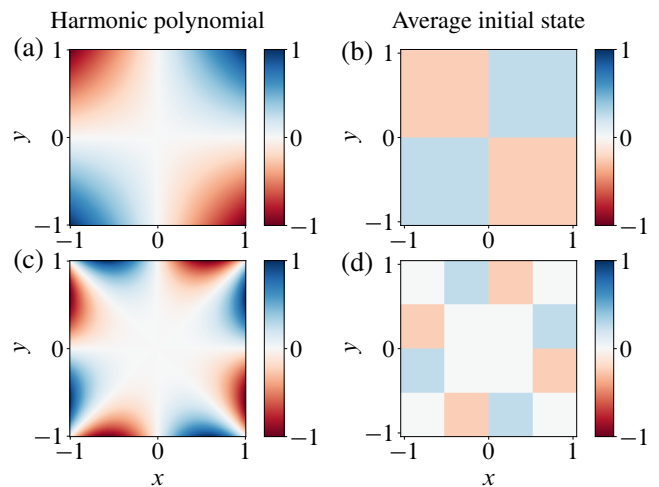 Harmonic polynomial Average initial state
(a) 1 y 0 −1 −1 0 1 1 0 −1
(b) 1 y 0 −1 −1 0 1 1 0 −1
(c) 1 y 0 −1 −1 0 1 x 1 0 −1
(d) 1 y 0 −1 −1 0 1 x 1 0 −1